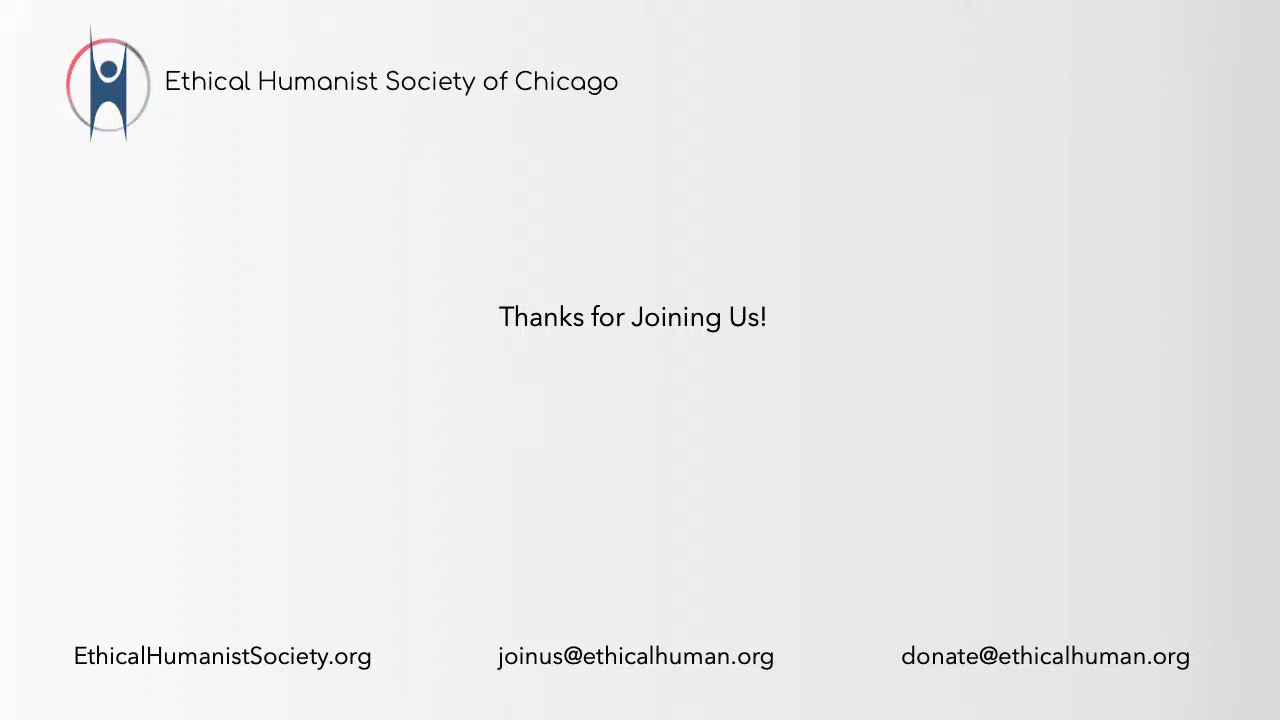 Ethical Humanist Society of Chicago
Thanks for Joining Us!
EthicalHumanistSociety.org
joinus@ethicalhuman.org
donate@ethicalhuman.org